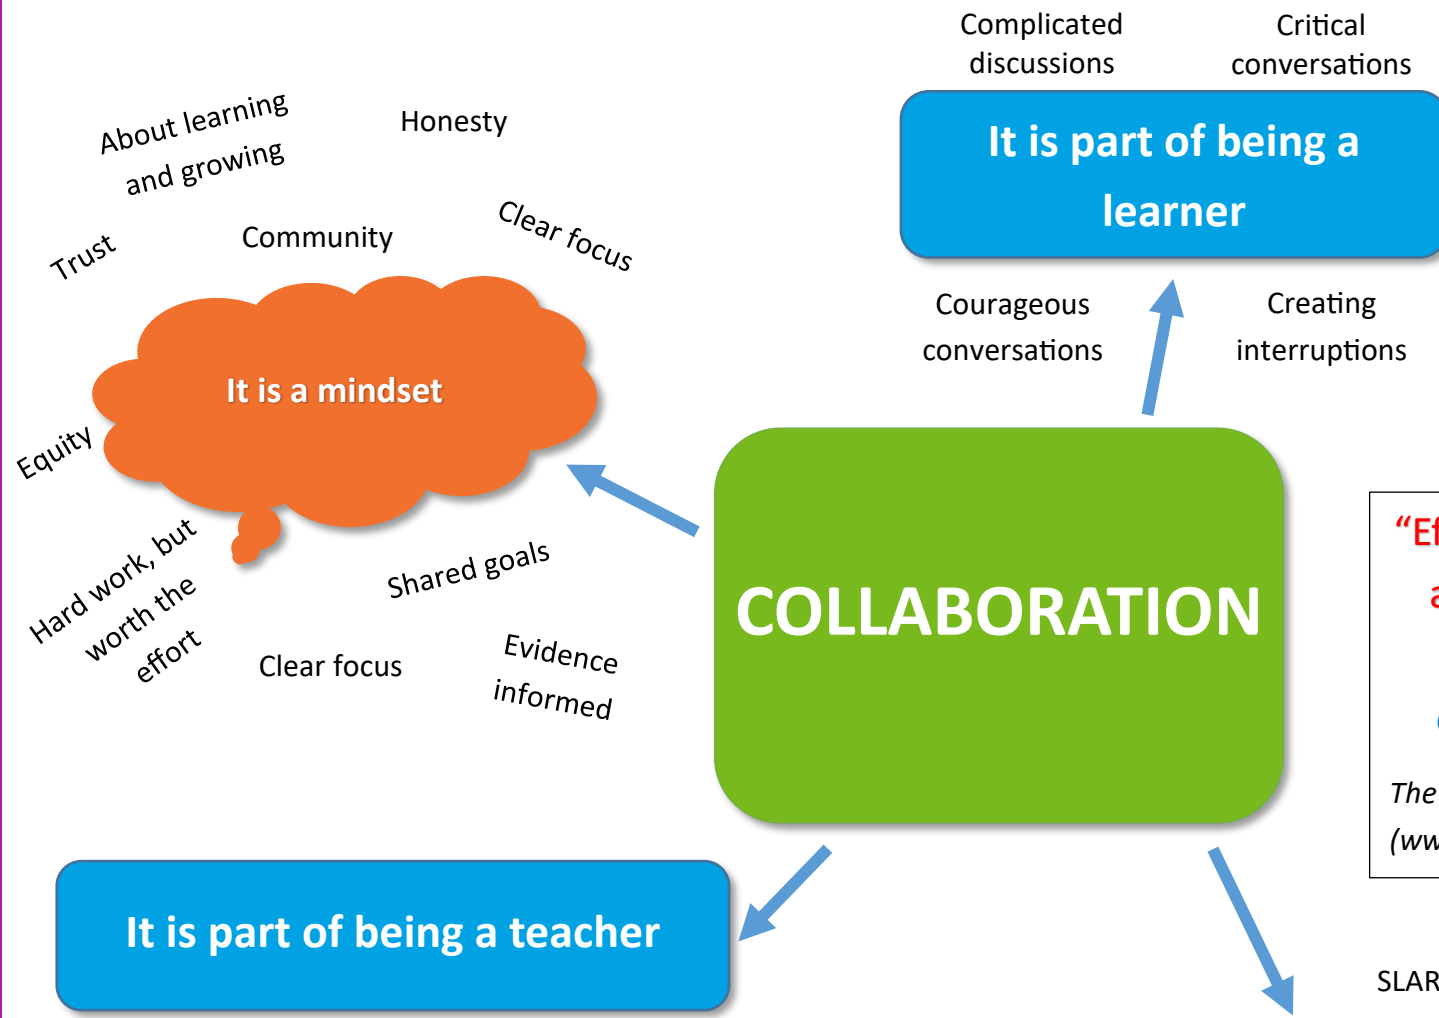 Complicated
discussions
Critical
conversations
It is part of being a
learner
Courageous
conversations
Creating
interruptions
About learning
and growing
Honesty
Trust
Community
Clear focus
It is a mindset
Equity
Hard work, but
worth the
effort
Shared goals
Clear focus
Evidence
informed
COLLABORATION
The
It is part of being a teacher